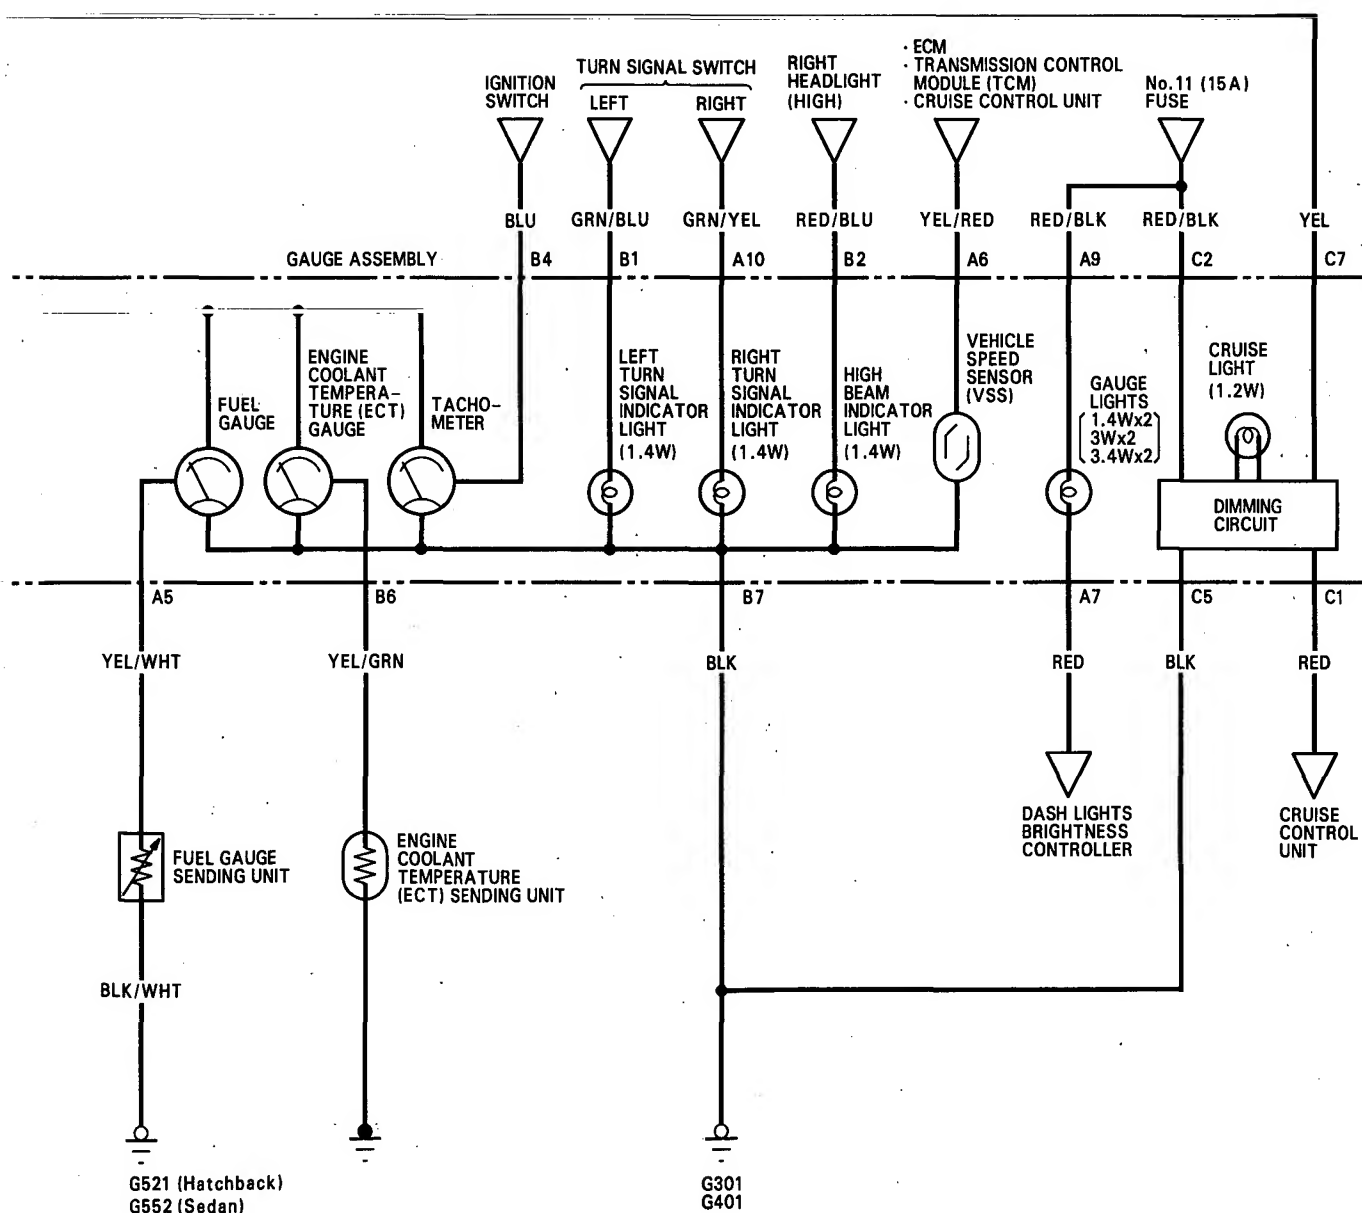 IGNITION
SWITCH
TURN SIGNAL SWITCH
LEFT
RIGHT
RIGHT
HEADLIGHT
(HIGH)
· ECM
· TRANSMISSION CONTROL
MODULE (TCM)
· CRUISE CONTROL UNIT
No.11 (15A)
FUSE
BLU
GRN/BLU
GRN/YEL
RED/BLU
YEL/RED
RED/BLK
RED/BLK
YEL
GAUGE ASSEMBLY
B4
B1
A10
B2
A6
A9
C2
C7
FUEL
GAUGE
ENGINE
COOLANT
TEMPERA-
TURE (ECT)
GAUGE
TACHO-
METER
LEFT
TURN
SIGNAL
INDICATOR
LIGHT
(1.4W)
RIGHT
TURN
SIGNAL
INDICATOR
LIGHT
(1.4W)
HIGH
BEAM
INDICATOR
LIGHT
(1.4W)
VEHICLE
SPEED
SENSOR
(VSS)
GAUGE
LIGHTS
1.4Wx2
3Wx2
3.4Wx2
CRUISE
LIGHT
(1.2W)
DIMMING
CIRCUIT
A5
B6
B7
A7
C5
C1
YEL/WHT
YEL/GRN
BLK
RED
BLK
RED
DASH LIGHTS
BRIGHTNESS
CONTROLLER
CRUISE
CONTROL
UNIT
FUEL GAUGE
SENDING UNIT
ENGINE
COOLANT
TEMPERATURE
(ECT) SENDING UNIT
BLK/WHT
G521 (Hatchback)
G552 (Sedan)
G301
G401